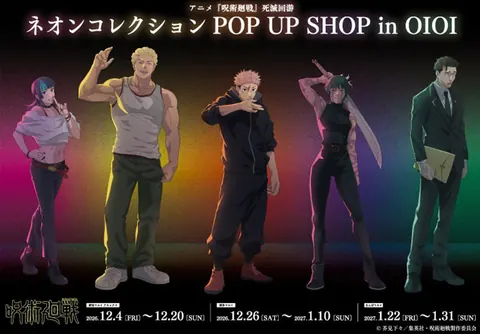 アニメ『呪術廻戦』死滅回游
ネオンコレクション POP UP SHOP in OIOI
呪術廻戦
2026. 12.4 [FRI] ～ 12.20 [SUN]
2026. 12.26 [SAT] ～ 2027. 1.10 [SUN]
2027. 1.22 [FRI] ～ 1.31 [SUN]
© 芥見下々／集英社・呪術廻戦製作委員会